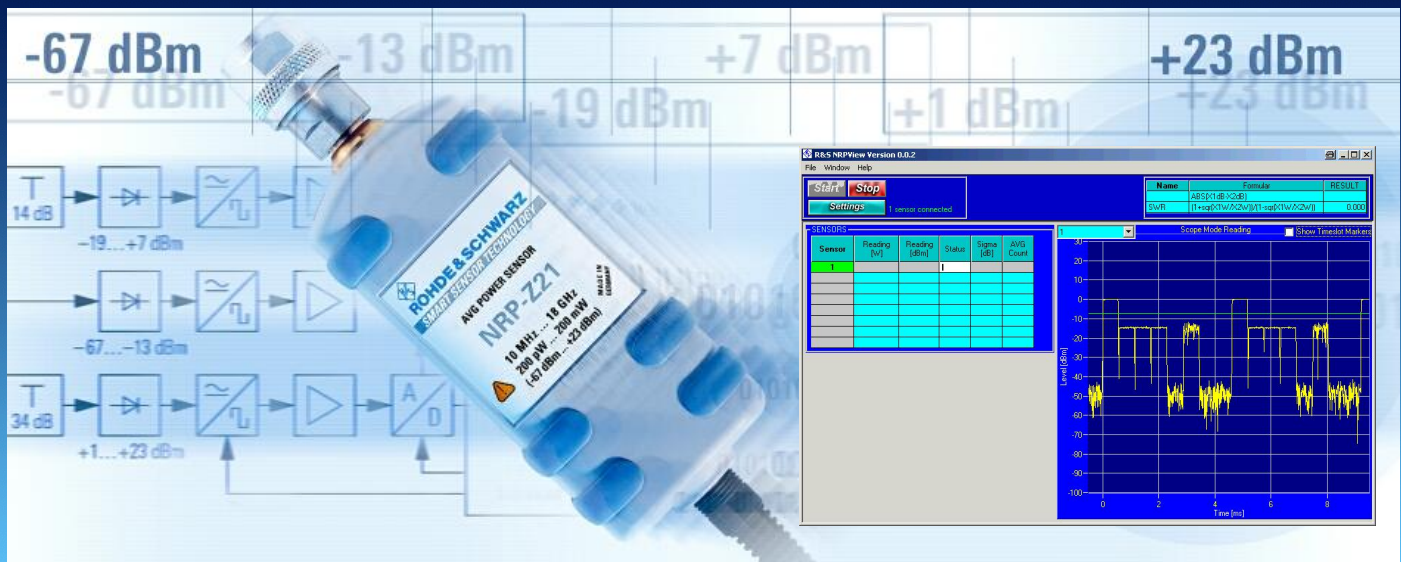 -67 dBm
-13 dBm
+7 dBm
+23 dBm
-67 dBm
-19 dBm
+1 dBm
+23 dBm
14 dB
-19...+7 dBm
-67...-13 dBm
34 dB
+1...+23 dBm
A
D
ROHDE&SCHWARZ
SMART SENSOR TECHNOLOGY
AVG POWER SENSOR
NRP-Z21
MADE IN
GERMANY
10 MHz ... 18 GHz
200 pW ... 200 mW
(-67 dBm ... +23 dBm)
R&S NRPView Version 0.0.2
File Window Help
Start Stop
Settings 1 sensor connected
Name Formular RESULT
ABS(X1dB-X2dB)
SWR (1+sqr(X1W/X2W))/(1-sqr(X1W/X2W)) 0.000
SENSORS
Sensor Reading [W] Reading [dBm] Status Sigma [dB] AVG Count
1
1 Scope Mode Reading Show Timeslot Markers
Level [dBm]
30
20
10
0
-10
-20
-30
-40
-50
-60
-70
-80
-90
-100
0 2 4 6 8
Time [ms]